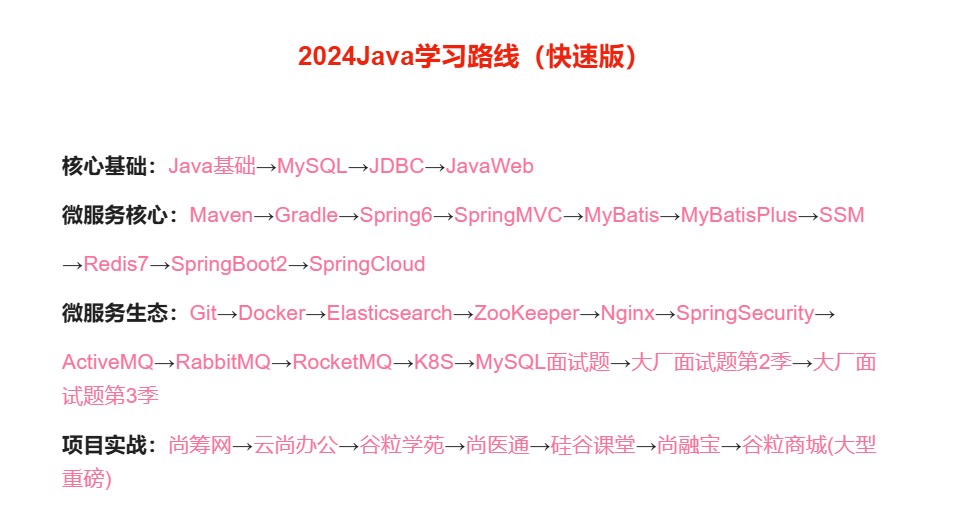 2024Java学习路线（快速版）
核心基础：Java基础→MySQL→JDBC→JavaWeb
微服务核心：Maven→Gradle→Spring6→SpringMVC→MyBatis→MyBatisPlus→SSM
→Redis7→SpringBoot2→SpringCloud
微服务生态：Git→Docker→Elasticsearch→ZooKeeper→Nginx→SpringSecurity→
ActiveMQ→RabbitMQ→RocketMQ→K8S→MySQL面试题→大厂面试题第2季→大厂面
试题第3季
项目实战：尚筹网→云尚办公→谷粒学苑→尚医通→硅谷课堂→尚融宝→谷粒商城(大型
重磅)